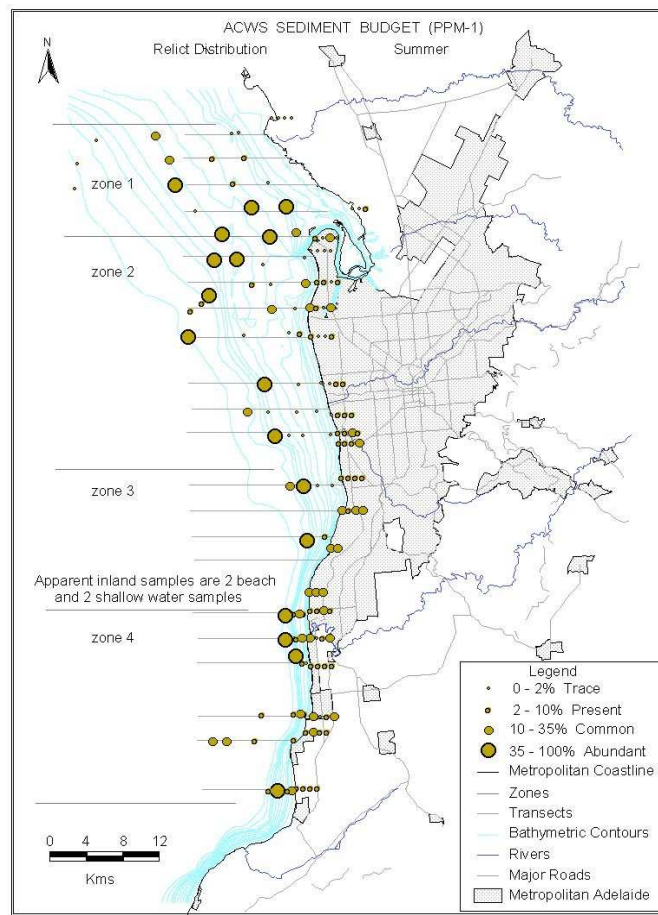 ACWS SEDIMENT BUDGET (PPM-1)
Relict Distribution Summer
N
zone 1
zone 2
zone 3
Apparent inland samples are 2 beach
and 2 shallow water samples
zone 4
Legend
0 - 2% Trace
2 - 10% Present
10 - 35% Common
35 - 100% Abundant
Metropolitan Coastline
Zones
Transects
Bathymetric Contours
Rivers
Major Roads
Metropolitan Adelaide
0 4 8 12
Kms